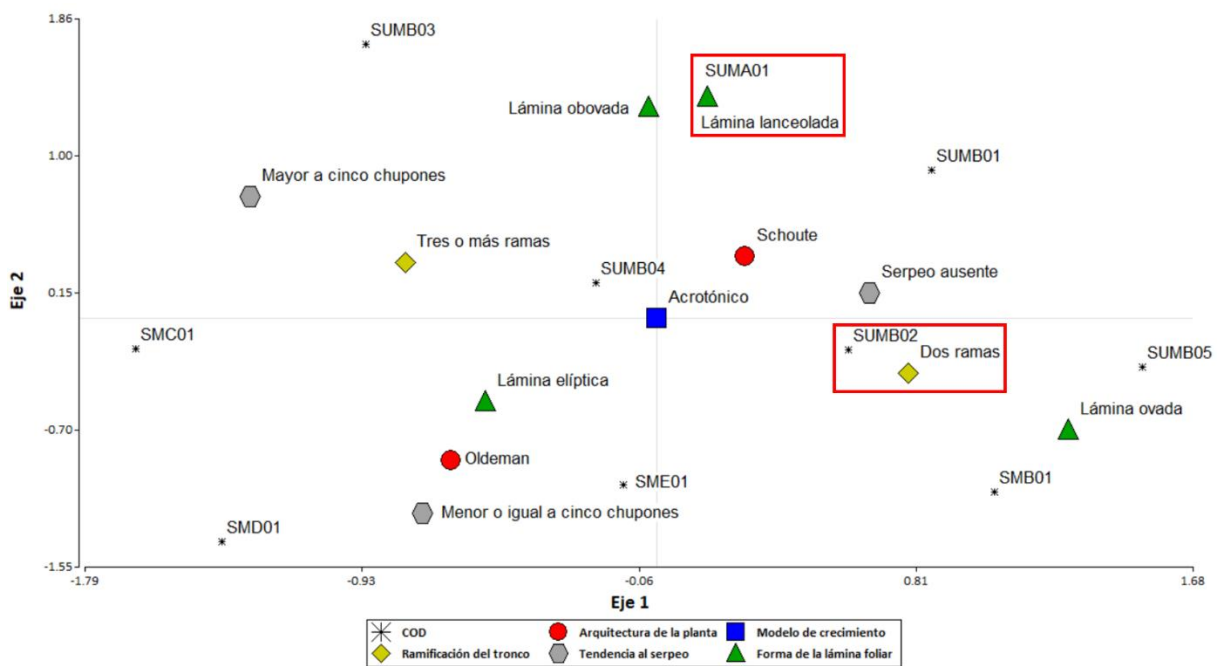 1.86
SUMB03
SUMA01
Lámina obovada
Lámina lanceolada
1.00
SUMB01
Mayor a cinco chupones
Tres o más ramas
Schoute
SUMB04
Serpeo ausente
Eje 2
0.15
Acrotónico
SMC01
SUMB02
Dos ramas
SUMB05
Lámina elíptica
Lámina ovada
-0.70
Oldeman
SME01
SMB01
Menor o igual a cinco chupones
SMD01
-1.55
-1.79
-0.93
-0.06
0.81
1.68
Eje 1
COD
Arquitectura de la planta
Modelo de crecimiento
Ramificación del tronco
Tendencia al serpeo
Forma de la lámina foliar